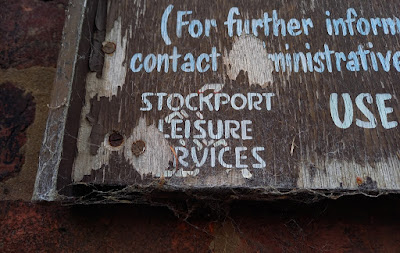 (For further inform
contact ministrative
STOCKPORT
LEISURE USE
RVICES